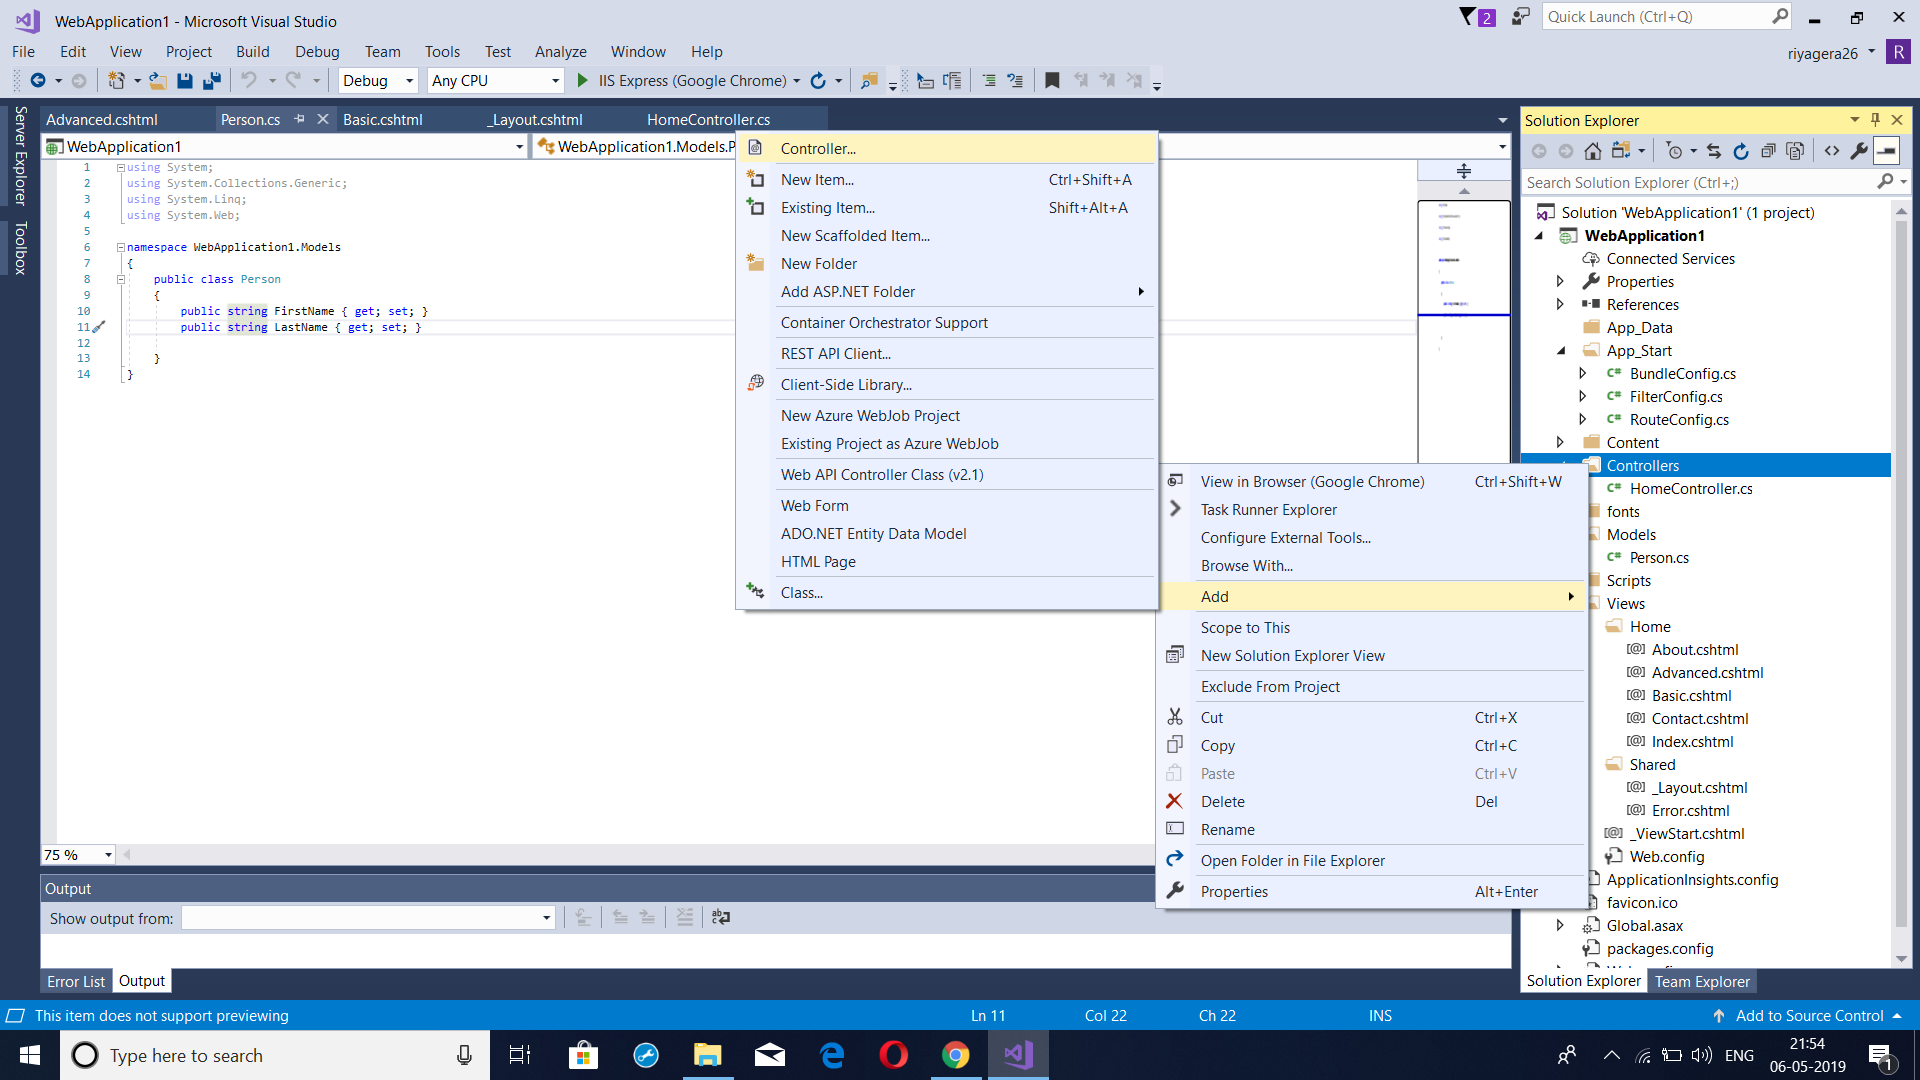 WebApplication1 - Microsoft Visual Studio
2
Quick Launch (Ctrl+Q)
File Edit View Project Build Debug Team Tools Test Analyze Window Help
riyagera26
R
Debug
Any CPU
IIS Express (Google Chrome)
Server Explorer
Toolbox
Advanced.cshtml
Person.cs
Basic.cshtml
_Layout.cshtml
HomeController.cs
WebApplication1
WebApplication1.Models.P
1 using System;
2 using System.Collections.Generic;
3 using System.Linq;
4 using System.Web;
5
6 namespace WebApplication1.Models
7 {
8 public class Person
9 {
10 public string FirstName { get; set; }
11 public string LastName { get; set; }
12
13 }
14 }
75 %
Controller...
New Item... Ctrl+Shift+A
Existing Item... Shift+Alt+A
New Scaffolded Item...
New Folder
Add ASP.NET Folder
Container Orchestrator Support
REST API Client...
Client-Side Library...
New Azure WebJob Project
Existing Project as Azure WebJob
Web API Controller Class (v2.1)
Web Form
ADO.NET Entity Data Model
HTML Page
Class...
View in Browser (Google Chrome) Ctrl+Shift+W
Task Runner Explorer
Configure External Tools...
Browse With...
Add
Scope to This
New Solution Explorer View
Exclude From Project
Cut Ctrl+X
Copy Ctrl+C
Paste Ctrl+V
Delete Del
Rename
Open Folder in File Explorer
Properties Alt+Enter
Solution Explorer
Search Solution Explorer (Ctrl+;)
Solution 'WebApplication1' (1 project)
WebApplication1
Connected Services
Properties
References
App_Data
App_Start
C# BundleConfig.cs
C# FilterConfig.cs
C# RouteConfig.cs
Content
Controllers
C# HomeController.cs
fonts
Models
C# Person.cs
Scripts
Views
Home
[@] About.cshtml
[@] Advanced.cshtml
[@] Basic.cshtml
[@] Contact.cshtml
[@] Index.cshtml
Shared
[@] _Layout.cshtml
[@] Error.cshtml
[@] _ViewStart.cshtml
Web.config
ApplicationInsights.config
favicon.ico
Global.asax
packages.config
Solution Explorer
Team Explorer
Output
Show output from:
Error List
Output
This item does not support previewing
Ln 11
Col 22
Ch 22
INS
Add to Source Control
Type here to search
ENG
21:54
06-05-2019
1